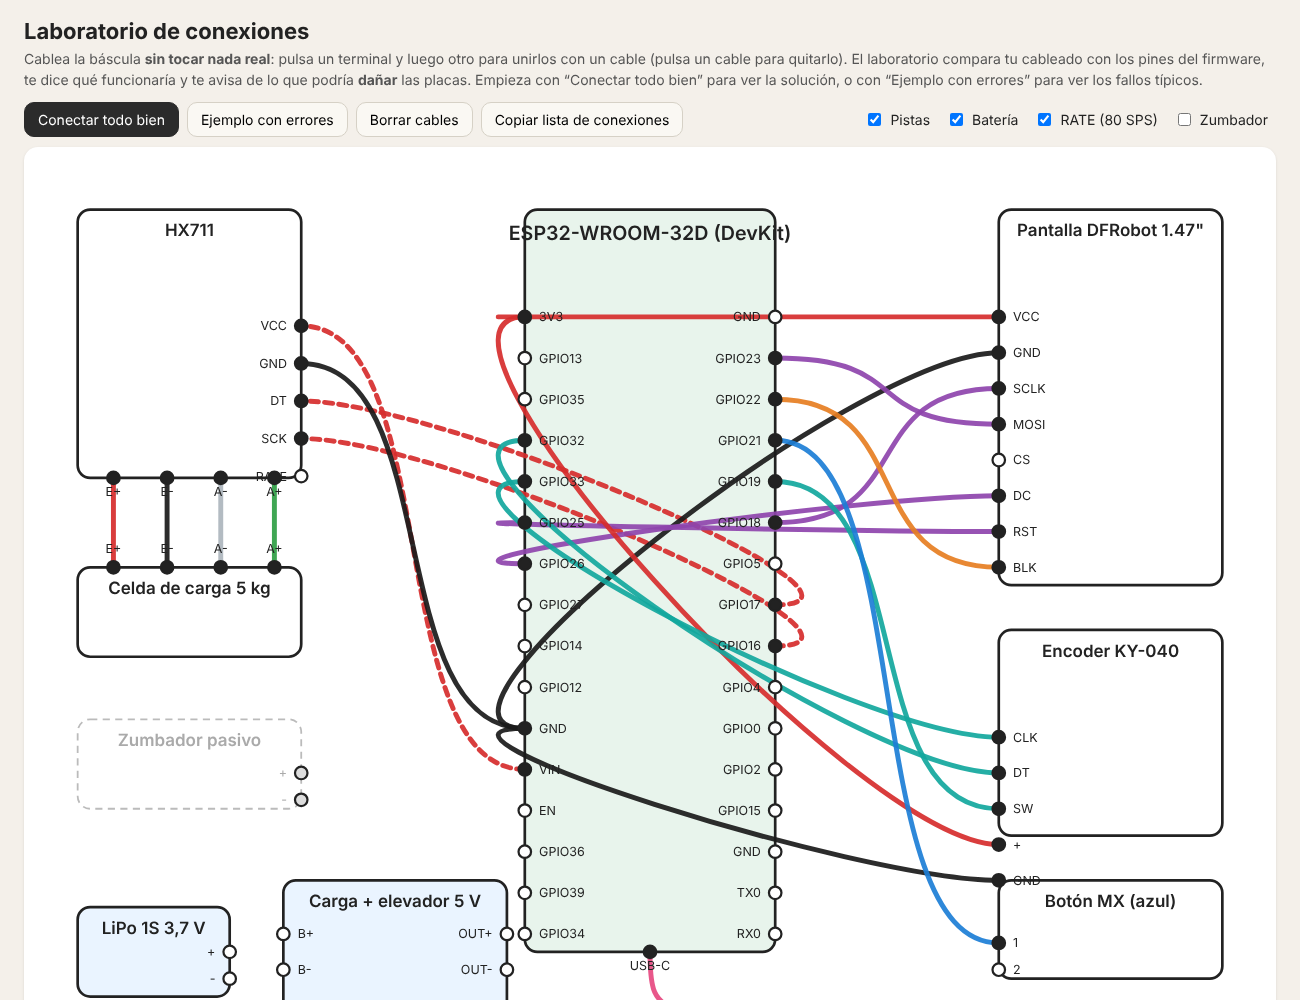 Laboratorio de conexiones
Cablea la báscula sin tocar nada real: pulsa un terminal y luego otro para unirlos con un cable (pulsa un cable para quitarlo). El laboratorio compara tu cableado con los pines del firmware,
te dice qué funcionaría y te avisa de lo que podría dañar las placas. Empieza con “Conectar todo bien” para ver la solución, o con “Ejemplo con errores” para ver los fallos típicos.
Conectar todo bien
Ejemplo con errores
Borrar cables
Copiar lista de conexiones
Pistas
Batería
RATE (80 SPS)
Zumbador
HX711
VCC
GND
DT
SCK
RATE
E+
E-
A-
A+
E+
E-
A-
A+
Celda de carga 5 kg
Zumbador pasivo
+
-
LiPo 1S 3,7 V
+
-
Carga + elevador 5 V
B+
B-
OUT+
OUT-
ESP32-WROOM-32D (DevKit)
3V3
GPIO13
GPIO35
GPIO32
GPIO33
GPIO25
GPIO26
GPIO27
GPIO14
GPIO12
GND
VIN
EN
GPIO36
GPIO39
GPIO34
GND
GPIO23
GPIO22
GPIO21
GPIO19
GPIO18
GPIO5
GPIO17
GPIO16
GPIO4
GPIO0
GPIO2
GPIO15
GND
TX0
RX0
USB-C
Pantalla DFRobot 1.47"
VCC
GND
SCLK
MOSI
CS
DC
RST
BLK
Encoder KY-040
CLK
DT
SW
+
GND
Botón MX (azul)
1
2